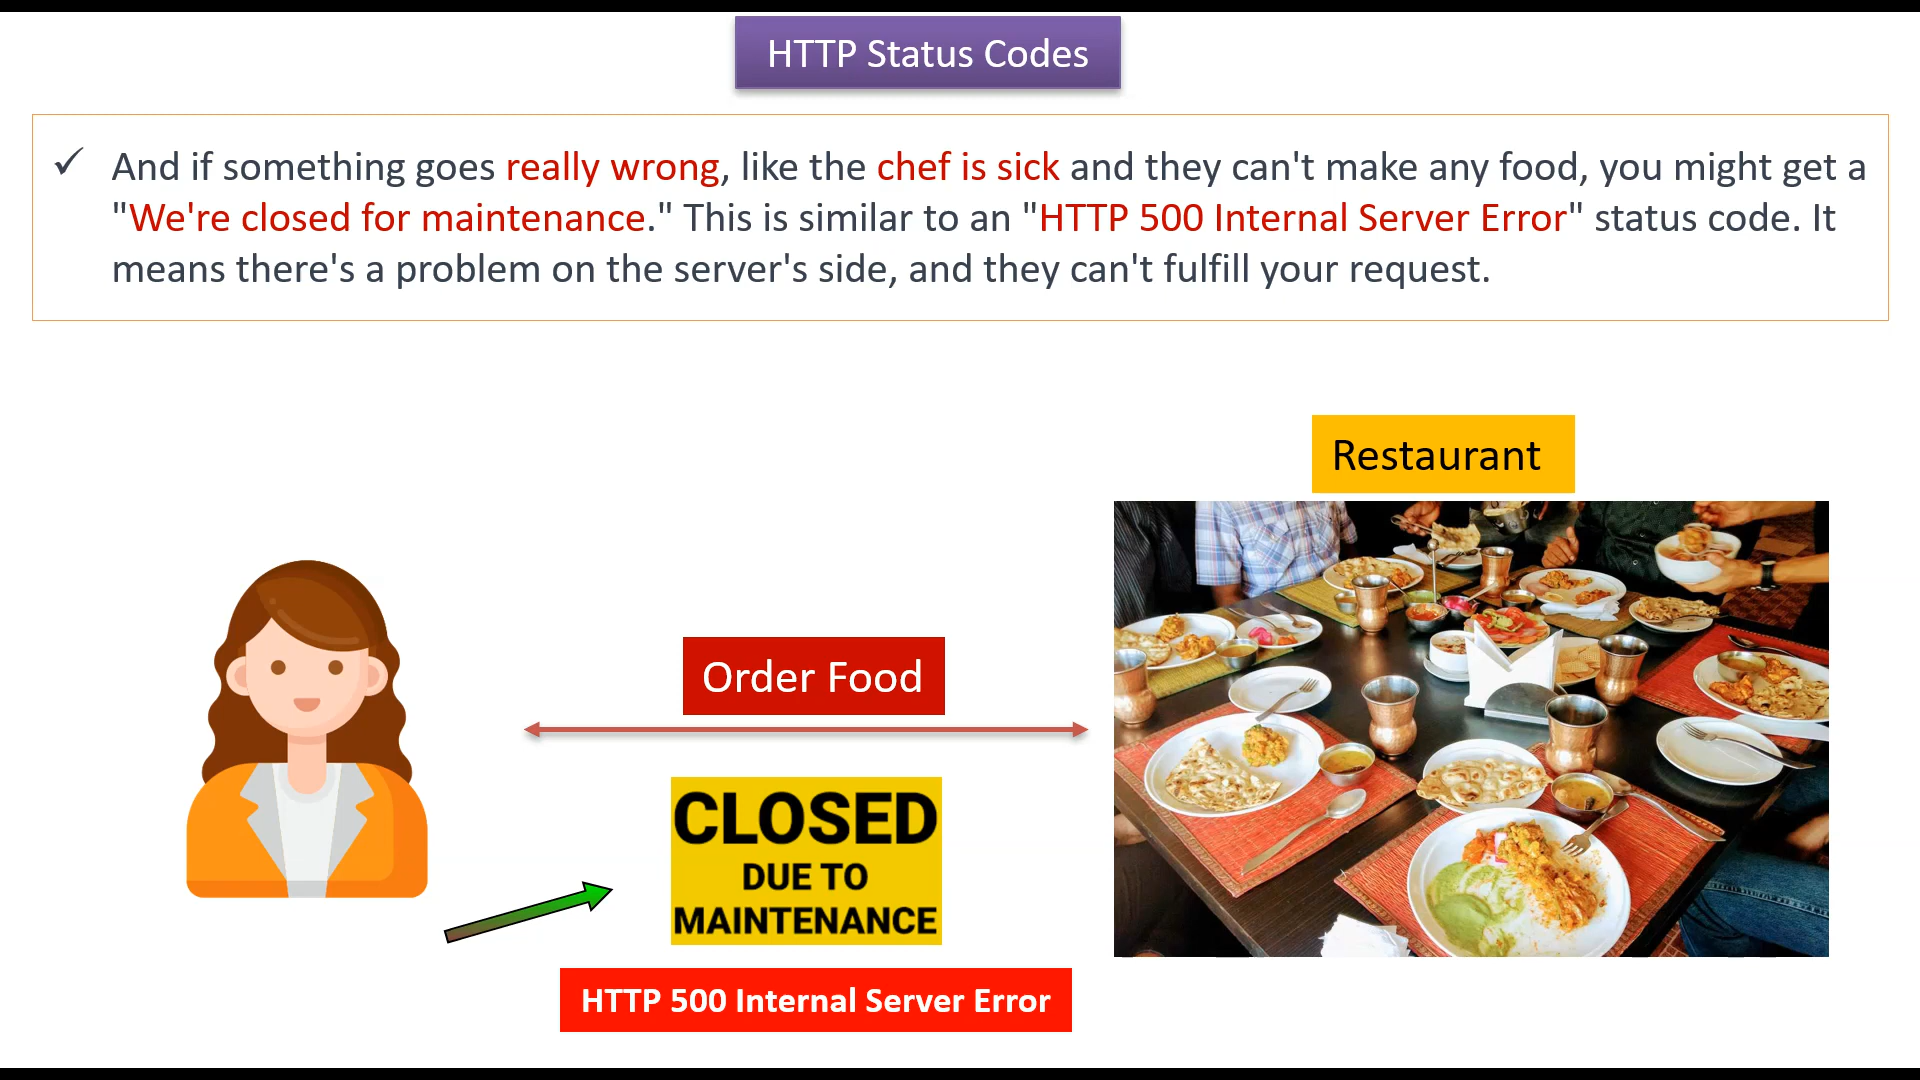 HTTP Status Codes
✓ And if something goes really wrong, like the chef is sick and they can't make any food, you might get a
"We're closed for maintenance." This is similar to an "HTTP 500 Internal Server Error" status code. It
means there's a problem on the server's side, and they can't fulfill your request.
Restaurant
Order Food
CLOSED
DUE TO
MAINTENANCE
HTTP 500 Internal Server Error